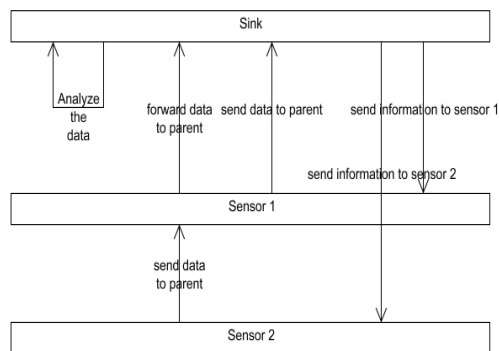 Sink
Analyze
the
data
forward data
to parent
send data to parent
send information to sensor 1
send information to sensor 2
Sensor 1
send data
to parent
Sensor 2